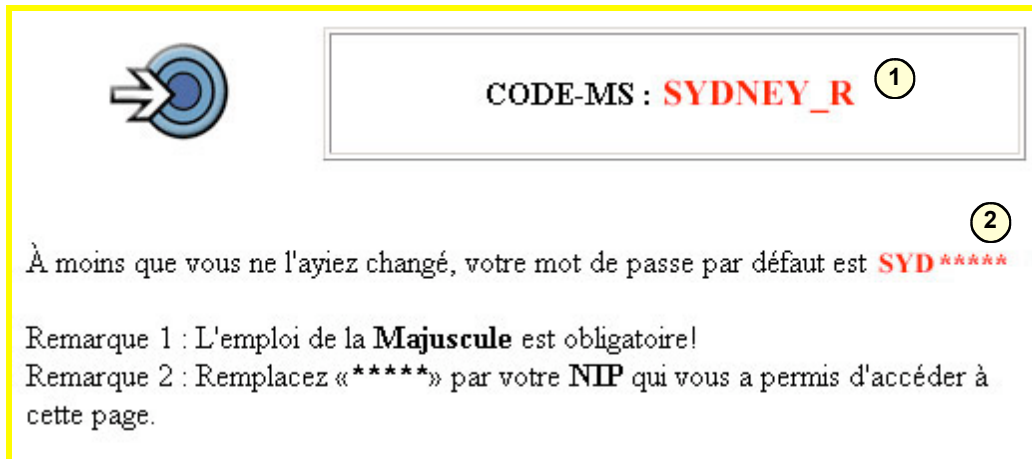 CODE-MS : SYDNEY_R 1
2
À moins que vous ne l'ayiez changé, votre mot de passe par défaut est SYD*****
Remarque 1 : L'emploi de la Majuscule est obligatoire!
Remarque 2 : Remplacez «*****» par votre NIP qui vous a permis d'accéder à
cette page.